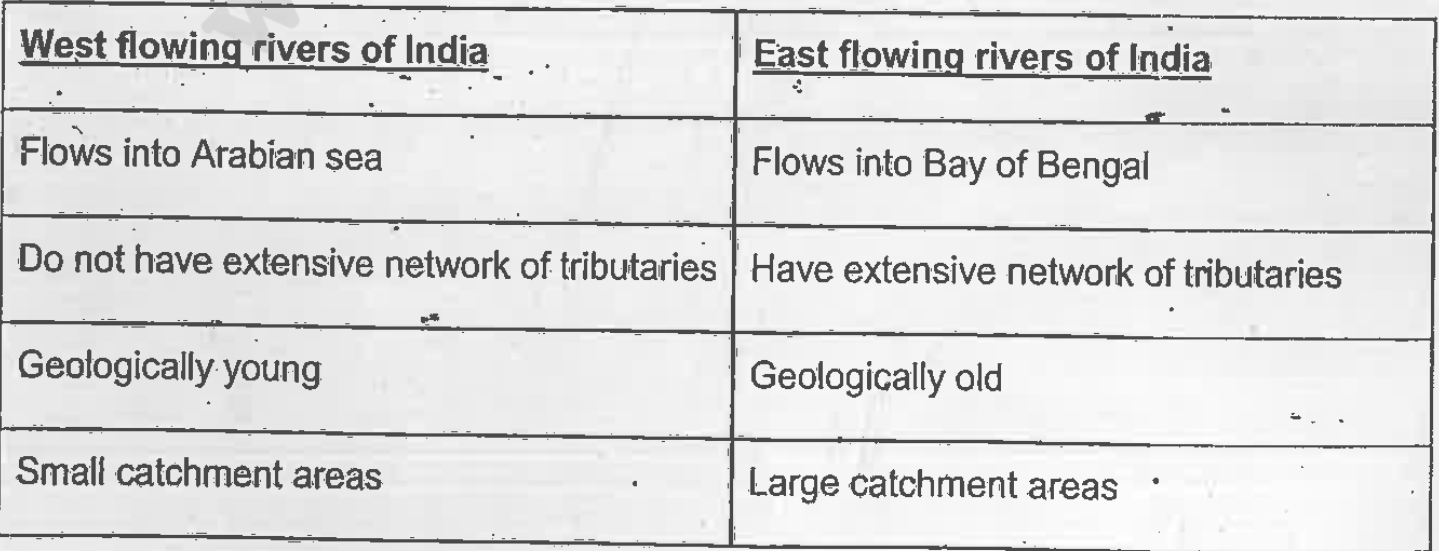 West flowing rivers of India
East flowing rivers of India
Flows into Arabian sea
Flows into Bay of Bengal
Do not have extensive network of tributaries
Have extensive network of tributaries
Geologically young
Geologically old
Small catchment areas
Large catchment areas